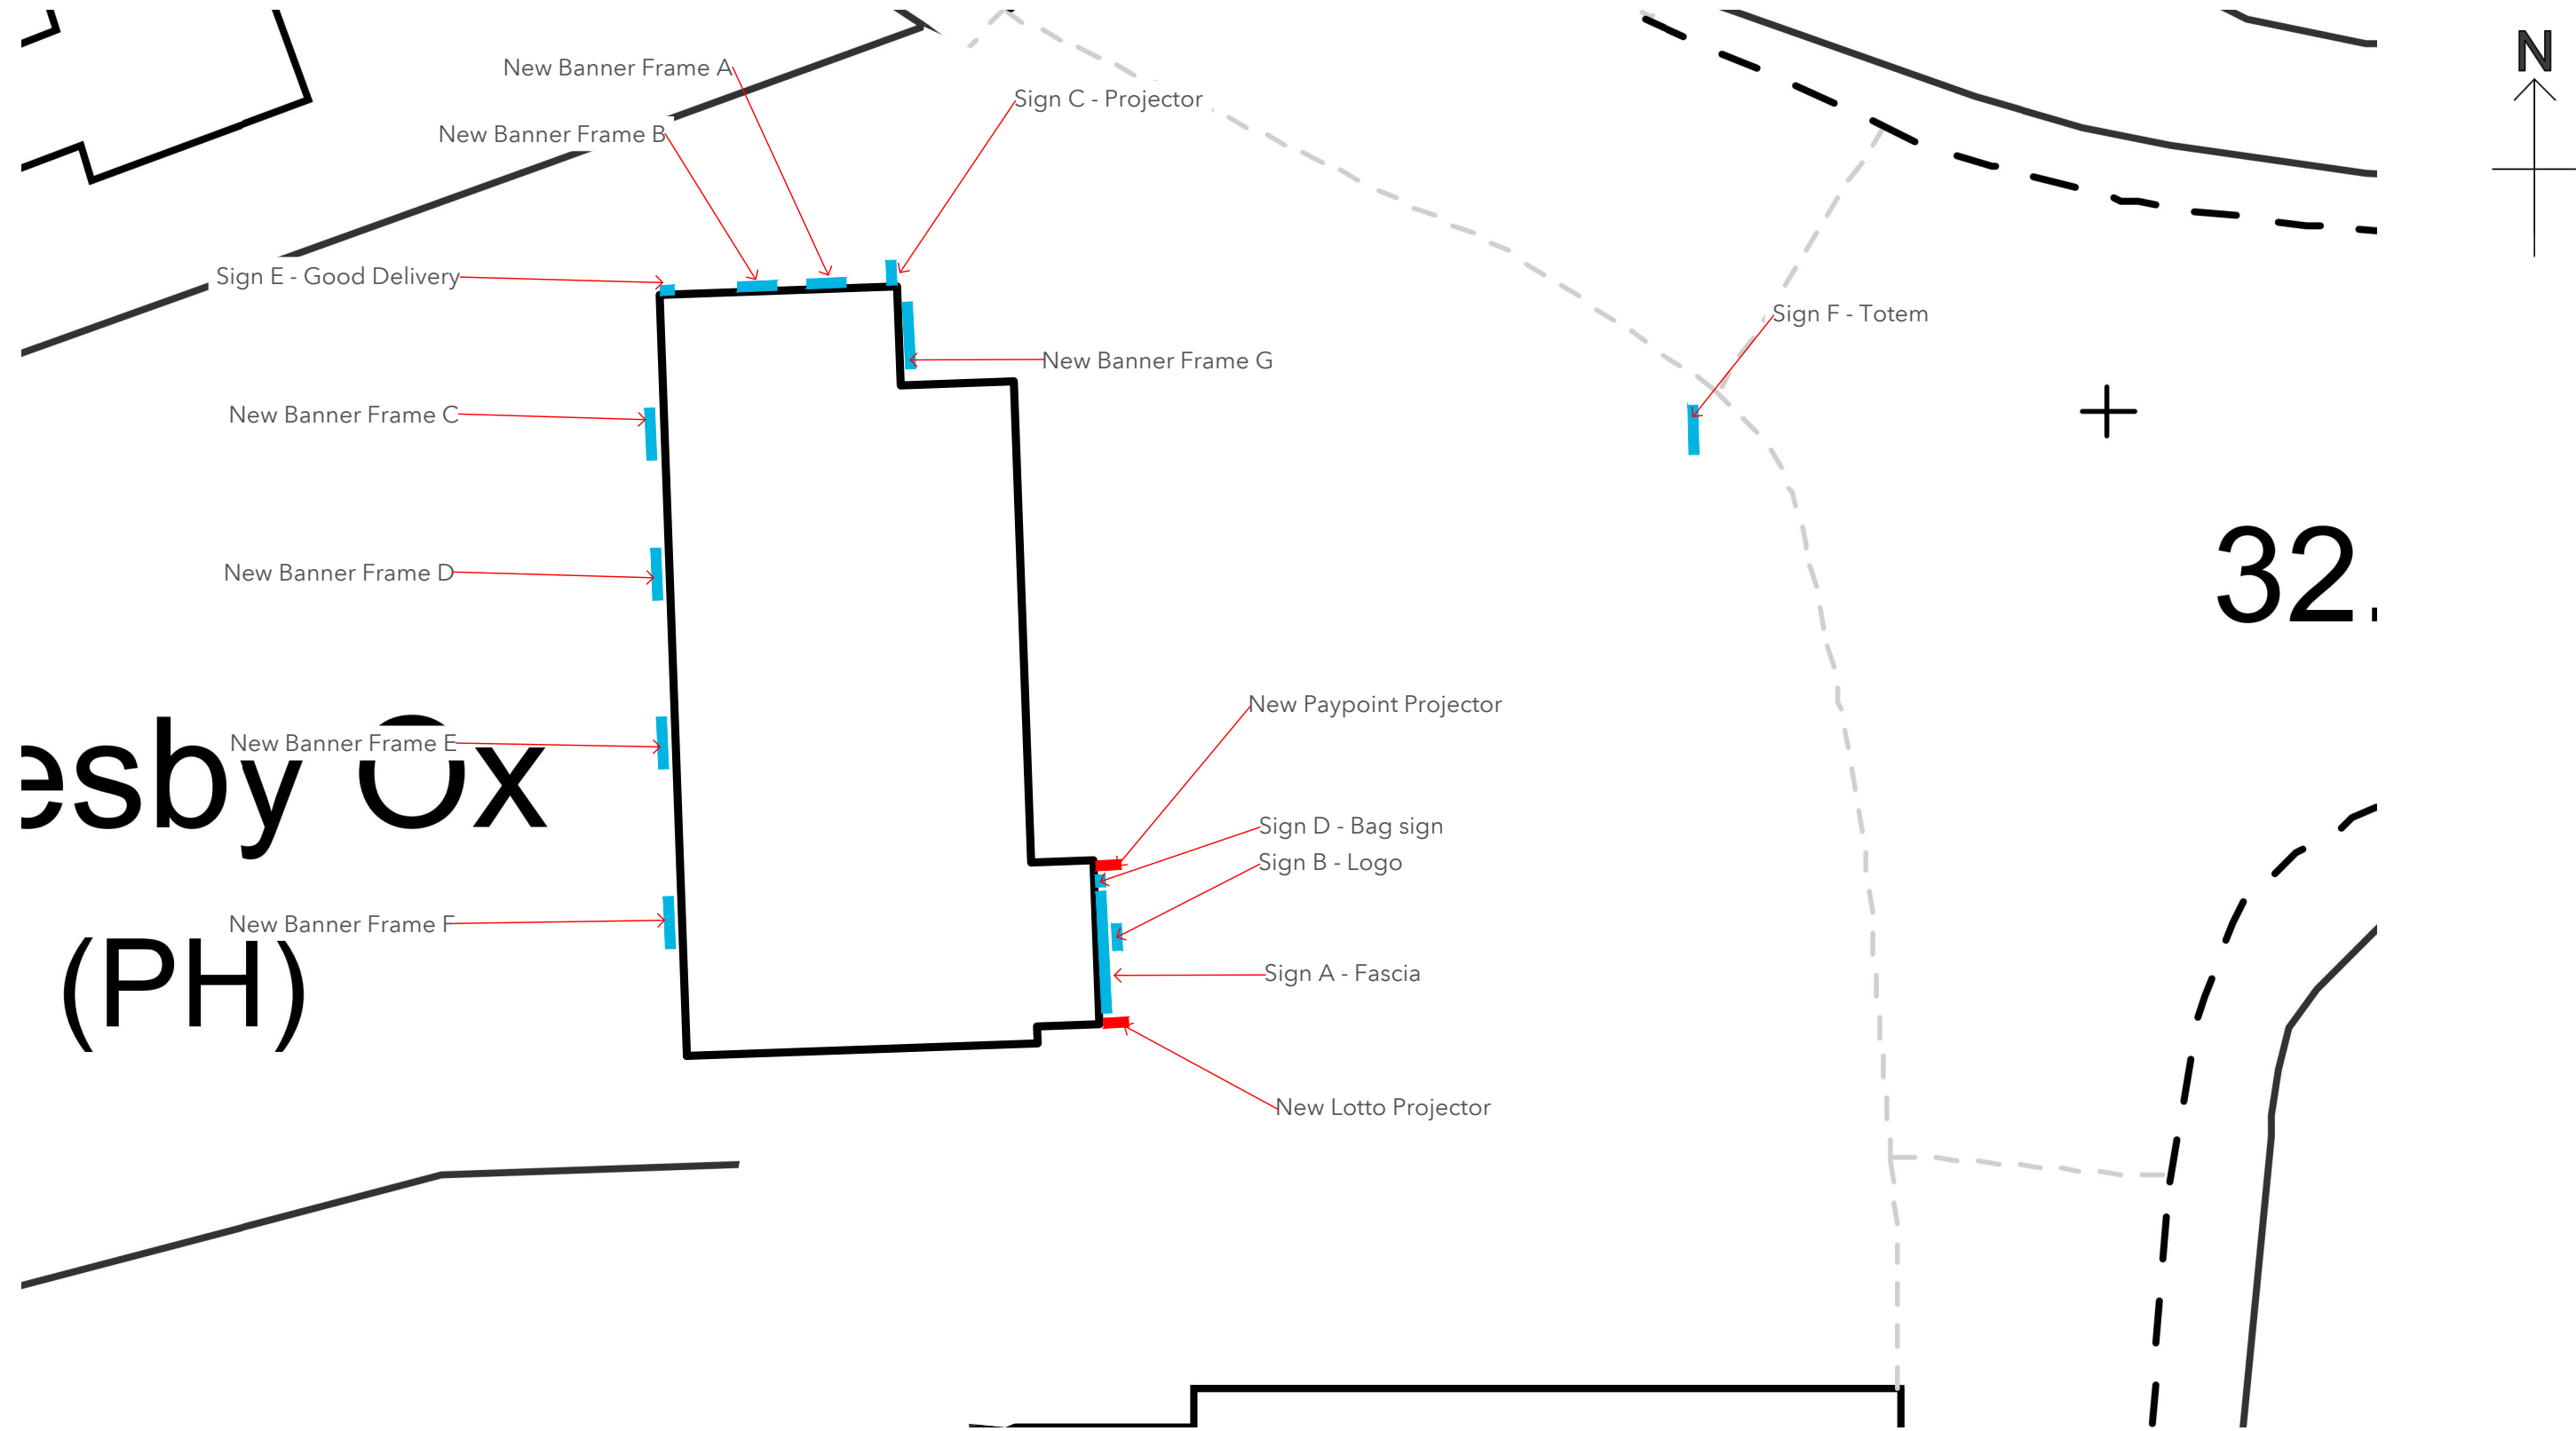 N
New Banner Frame A
Sign C - Projector
New Banner Frame B
Sign E - Good Delivery
Sign F - Totem
New Banner Frame G
New Banner Frame C
New Banner Frame D
32.
New Paypoint Projector
New Banner Frame E
esby Ox
Sign D - Bag sign
Sign B - Logo
New Banner Frame F
(PH)
Sign A - Fascia
New Lotto Projector